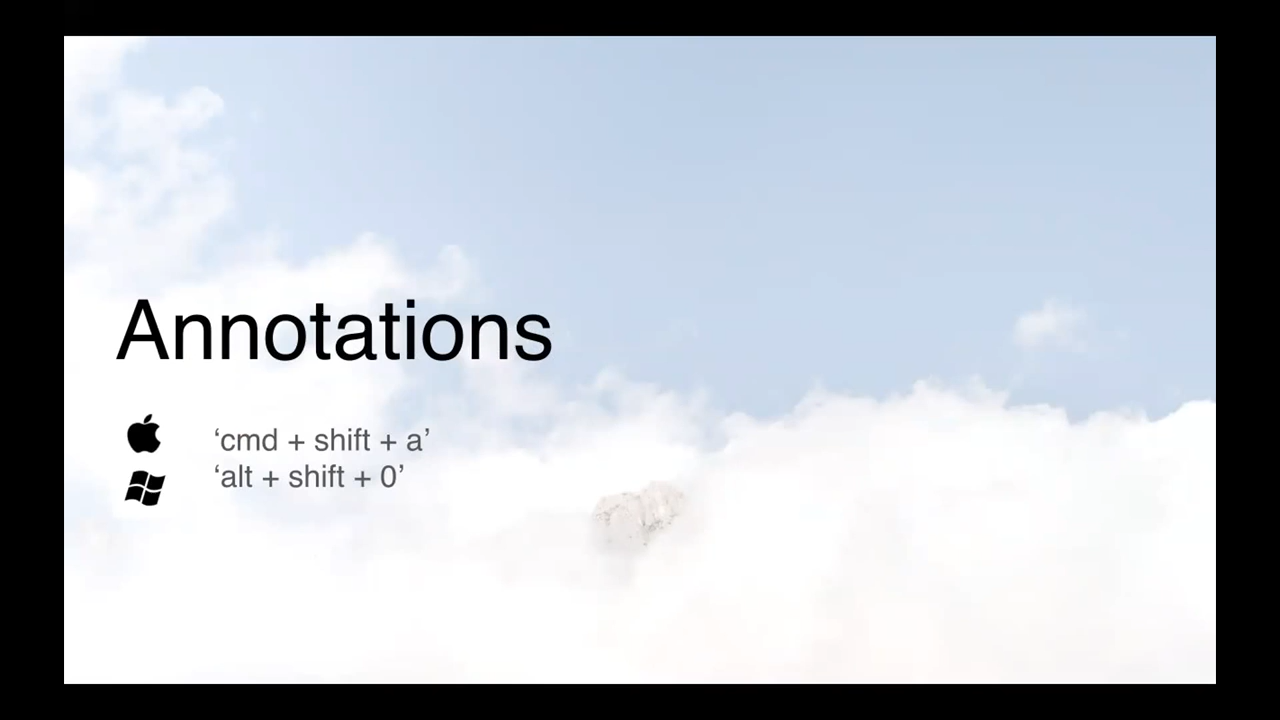 Annotations
‘cmd + shift + a’
‘alt + shift + 0’